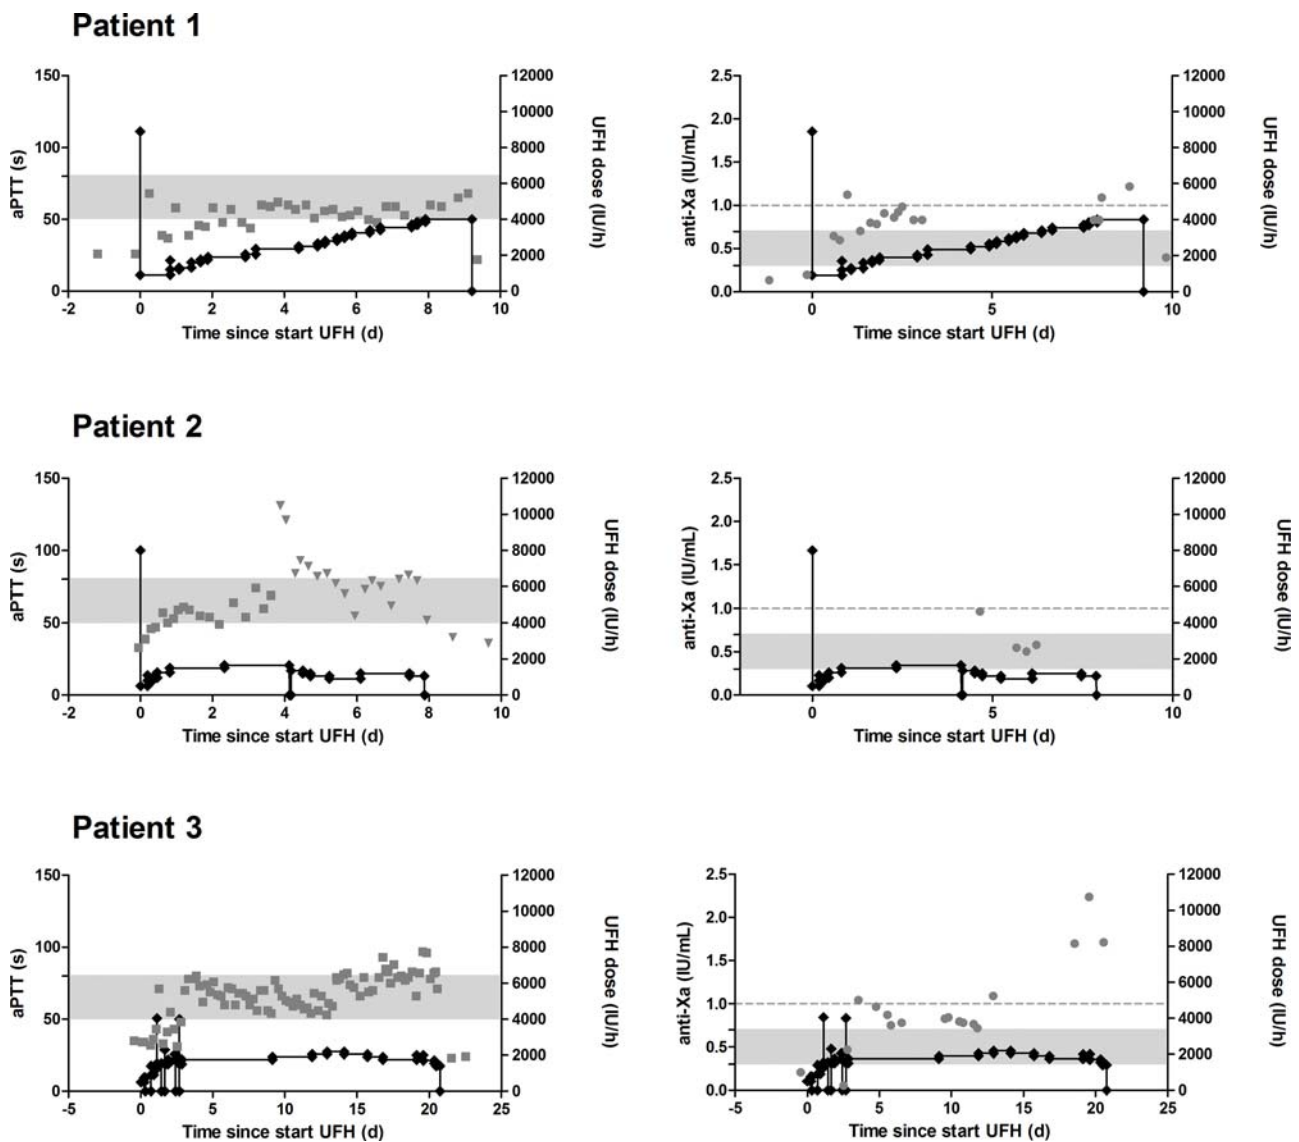 Patient 1
150
100
50
0
aPTT (s)
12000
10000
8000
6000
4000
2000
0
UFH dose (IU/h)
-2 0 2 4 6 8 10
Time since start UFH (d)
2.5
2.0
1.5
1.0
0.5
0.0
anti-Xa (IU/mL)
12000
10000
8000
6000
4000
2000
0
UFH dose (IU/h)
0 5 10
Time since start UFH (d)
Patient 2
150
100
50
0
aPTT (s)
12000
10000
8000
6000
4000
2000
0
UFH dose (IU/h)
-2 0 2 4 6 8 10
Time since start UFH (d)
2.5
2.0
1.5
1.0
0.5
0.0
anti-Xa (IU/mL)
12000
10000
8000
6000
4000
2000
0
UFH dose (IU/h)
0 5 10
Time since start UFH (d)
Patient 3
150
100
50
0
aPTT (s)
12000
10000
8000
6000
4000
2000
0
UFH dose (IU/h)
-5 0 5 10 15 20 25
Time since start UFH (d)
2.5
2.0
1.5
1.0
0.5
0.0
anti-Xa (IU/mL)
12000
10000
8000
6000
4000
2000
0
UFH dose (IU/h)
-5 0 5 10 15 20 25
Time since start UFH (d)